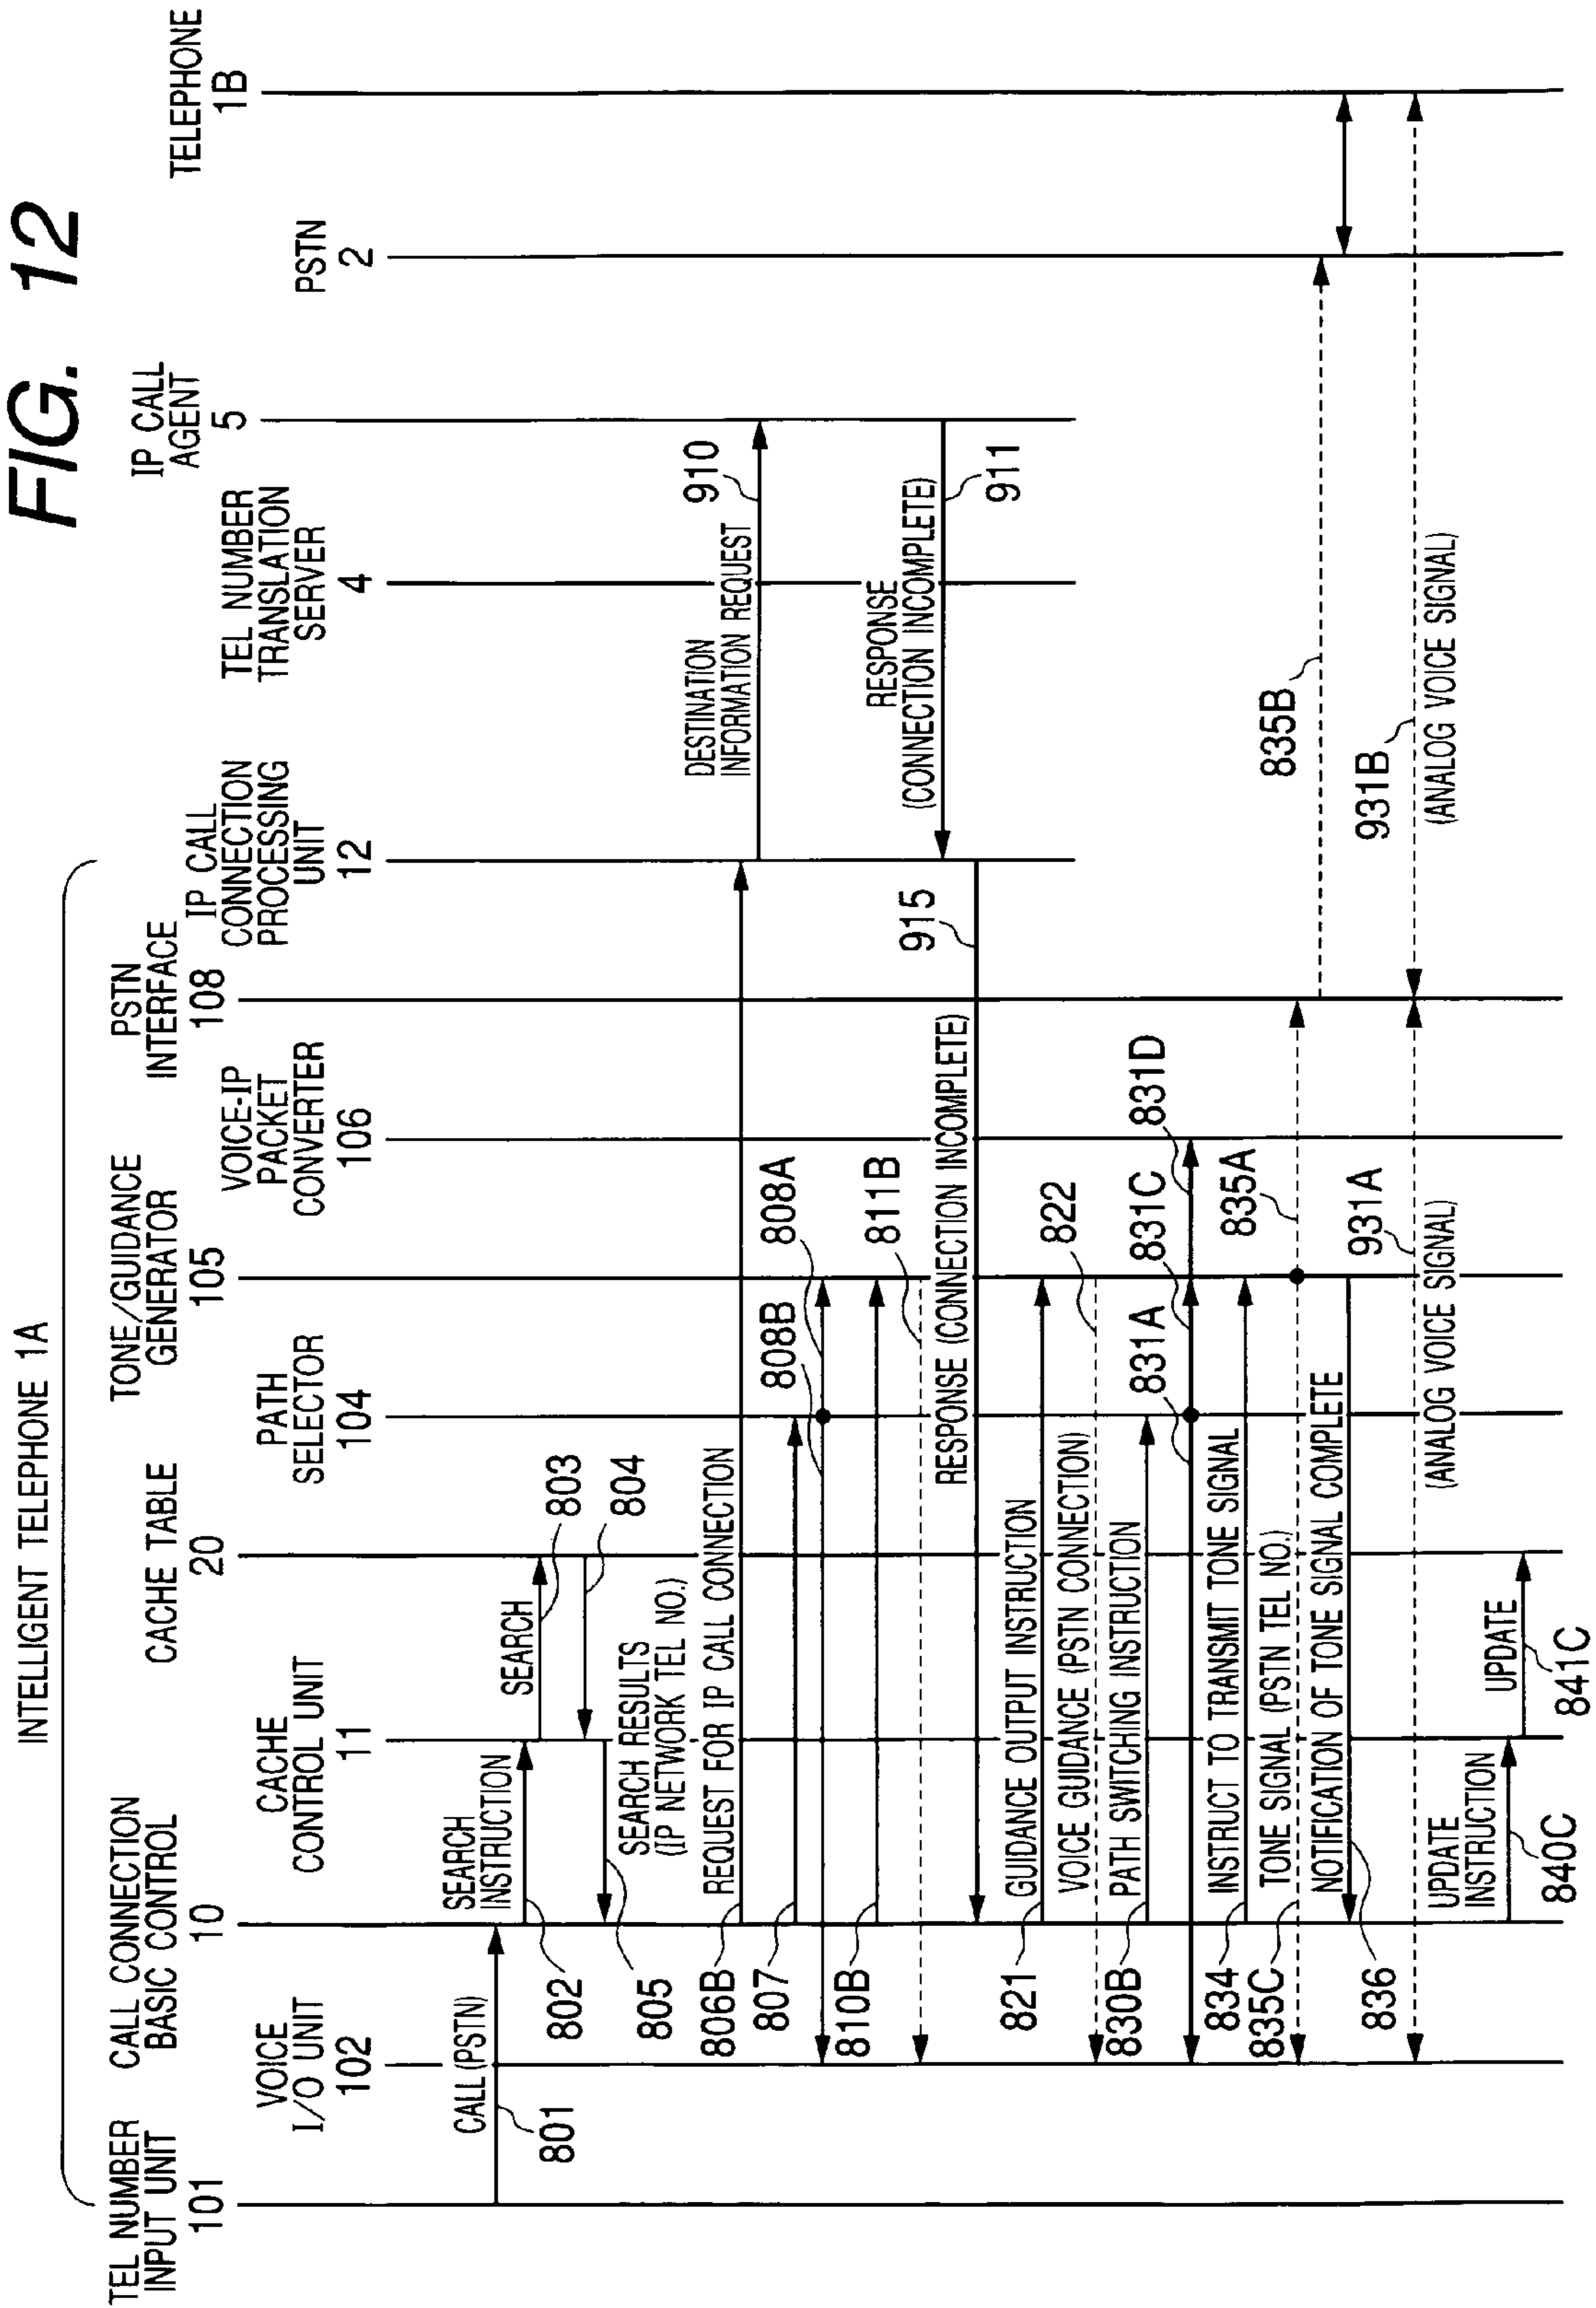 FIG. 12
INTELLIGENT TELEPHONE 1A
TEL NUMBER
INPUT UNIT
101
VOICE
I/O UNIT
102
CALL CONNECTION
BASIC CONTROL
10
CACHE
CONTROL UNIT
11
CACHE TABLE
20
PATH
SELECTOR
104
TONE/GUIDANCE
GENERATOR
105
VOICE-IP
PACKET
CONVERTER
106
PSTN
INTERFACE
108
IP CALL
CONNECTION
PROCESSING
UNIT
12
TEL NUMBER
TRANSLATION
SERVER
4
IP CALL
AGENT
5
PSTN
2
TELEPHONE
1B
CALL (PSTN)
801
SEARCH
INSTRUCTION
802
SEARCH
803
804
805
SEARCH RESULTS
(IP NETWORK TEL NO.)
806B
REQUEST FOR IP CALL CONNECTION
DESTINATION
INFORMATION REQUEST
910
807
808B
808A
810B
811B
RESPONSE
(CONNECTION INCOMPLETE)
911
915
RESPONSE (CONNECTION INCOMPLETE)
821
GUIDANCE OUTPUT INSTRUCTION
822
VOICE GUIDANCE (PSTN CONNECTION)
830B
PATH SWITCHING INSTRUCTION
831A
831C
831D
834
INSTRUCT TO TRANSMIT TONE SIGNAL
835A
835C
TONE SIGNAL (PSTN TEL NO.)
835B
836
NOTIFICATION OF TONE SIGNAL COMPLETE
931A
(ANALOG VOICE SIGNAL)
931B
(ANALOG VOICE SIGNAL)
UPDATE
INSTRUCTION
840C
UPDATE
841C